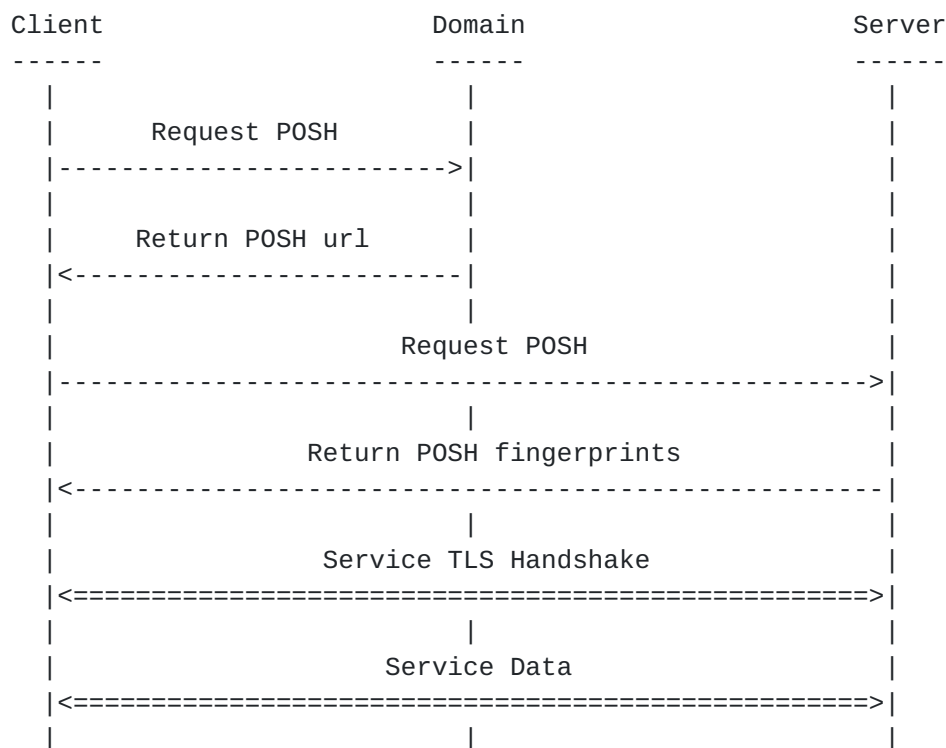 Client Domain Server
------ ------ ------
Request POSH
Return POSH url
Request POSH
Return POSH fingerprints
Service TLS Handshake
Service Data